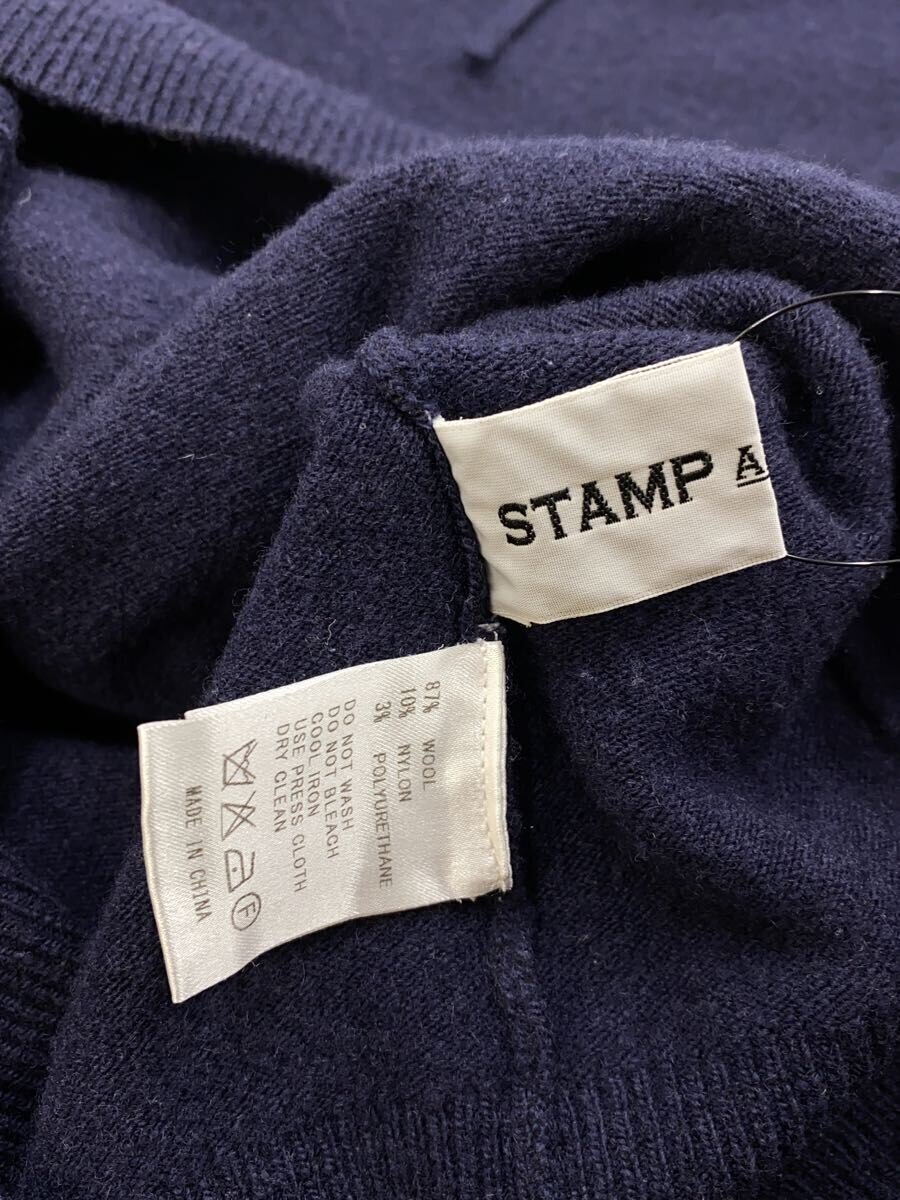 STAMP A
87% WOOL
10% NYLON
3% POLYURETHANE
DO NOT WASH
DO NOT BLEACH
COOL IRON
USE PRESS CLOTH
DRY CLEAN
F
MADE IN CHINA